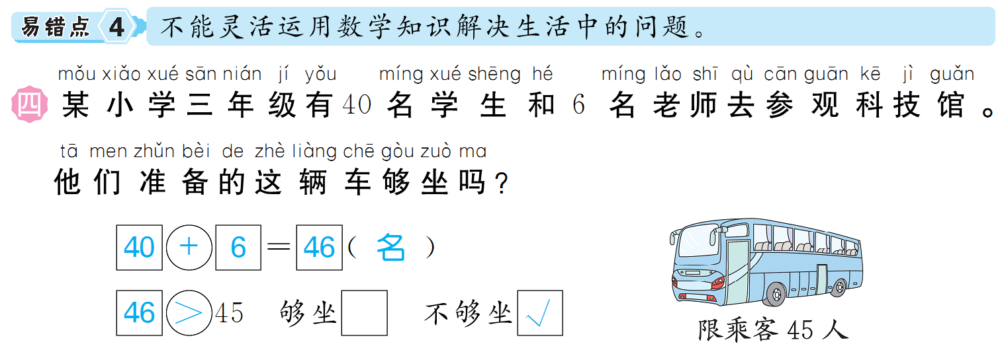 易错点 4 不能灵活运用数学知识解决生活中的问题。
mǒu xiǎo xué sān nián jí yǒu míng xué shēng hé míng lǎo shī qù cān guān kē jì guǎn
四 某小学三年级有40名学生和6名老师去参观科技馆。
tā men zhǔn bèi de zhè liàng chē gòu zuò ma
他们准备的这辆车够坐吗?
40 + 6 = 46 ( 名 )
46 > 45 够坐 不够坐 √
限乘客45人